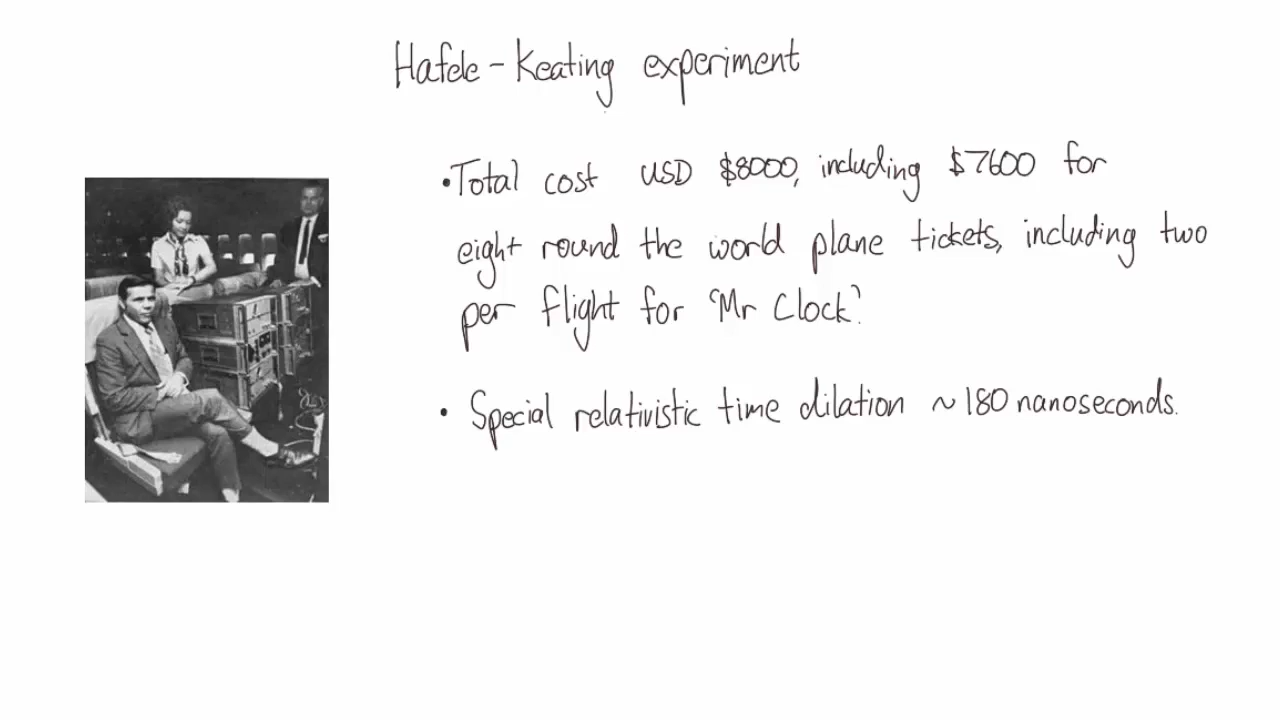 Hafele - Keating experiment
• Total cost USD $8000, including $7600 for
eight round the world plane tickets, including two
per flight for 'Mr Clock'.
• Special relativistic time dilation ~ 180 nanoseconds.